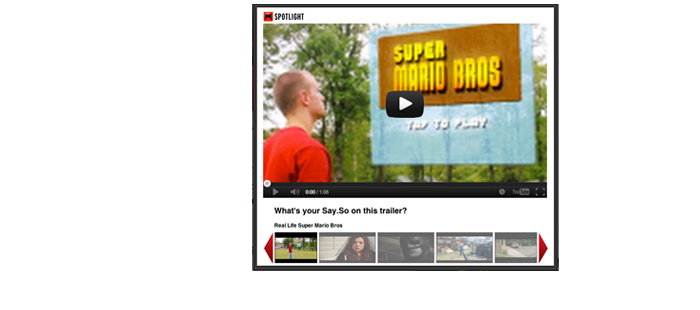 SPOTLIGHT
SUPER
MARIO BROS
TAP TO PLAY
0:00 / 1:06
YouTube
What's your Say.So on this trailer?
Real Life Super Mario Bros